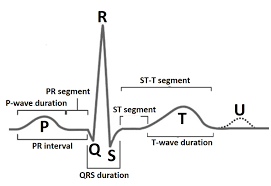 R
ST-T segment
PR segment
P-wave duration
ST segment
U
P
T
PR interval
Q
S
T-wave duration
QRS duration